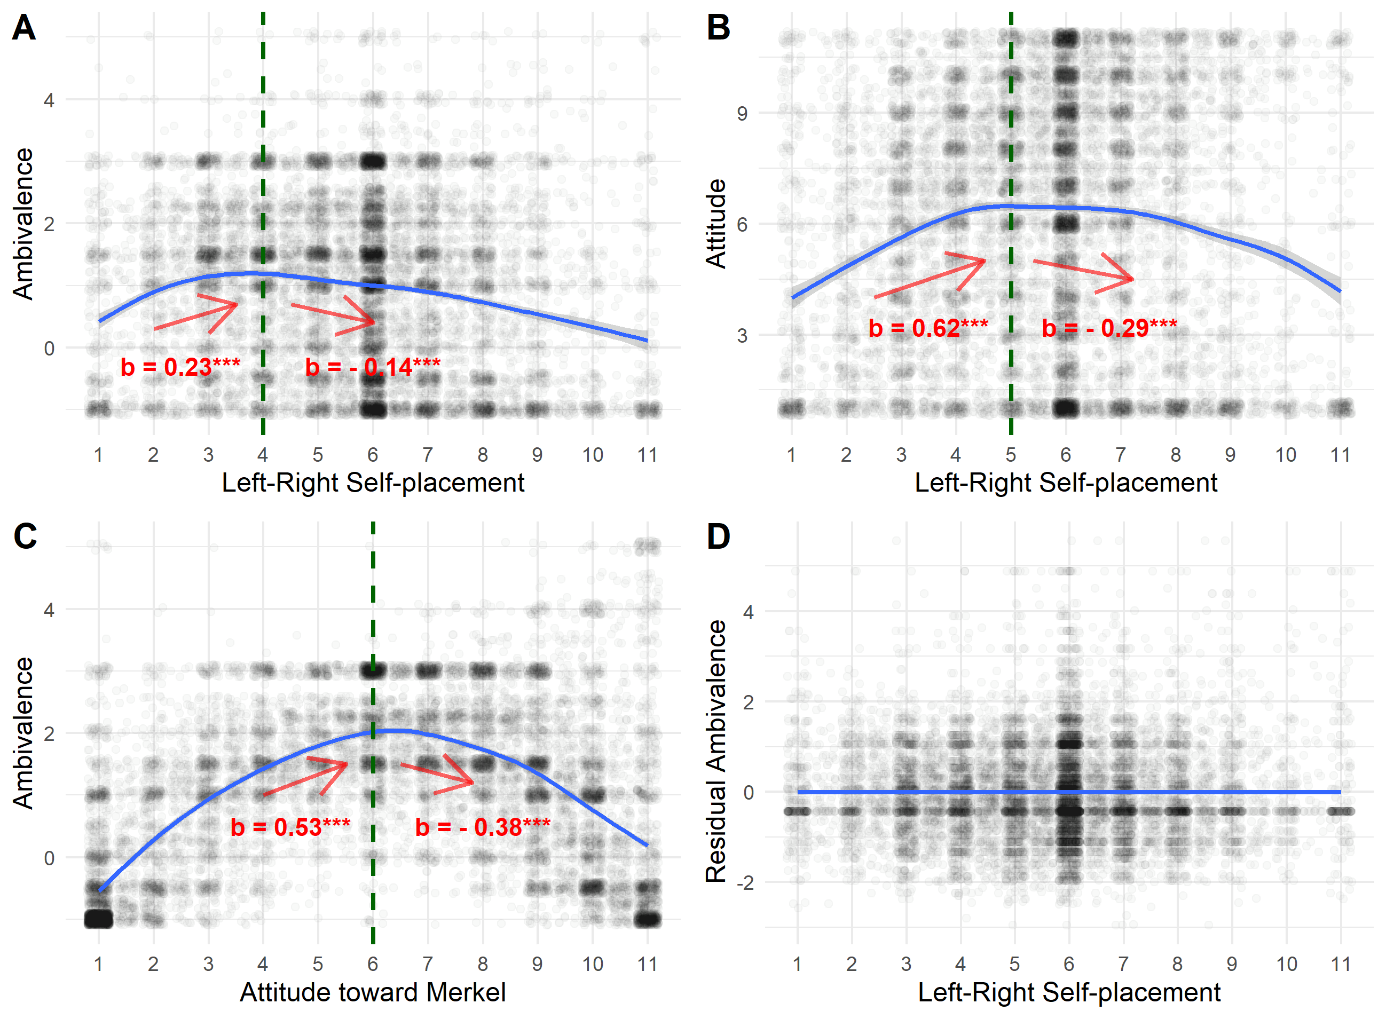 A
Ambivalence
4
2
0
b = 0.23***
b = - 0.14***
1 2 3 4 5 6 7 8 9 10 11
Left-Right Self-placement
B
Attitude
9
6
3
b = 0.62***
b = - 0.29***
1 2 3 4 5 6 7 8 9 10 11
Left-Right Self-placement
C
Ambivalence
4
2
0
b = 0.53***
b = - 0.38***
1 2 3 4 5 6 7 8 9 10 11
Attitude toward Merkel
D
Residual Ambivalence
4
2
0
-2
1 2 3 4 5 6 7 8 9 10 11
Left-Right Self-placement